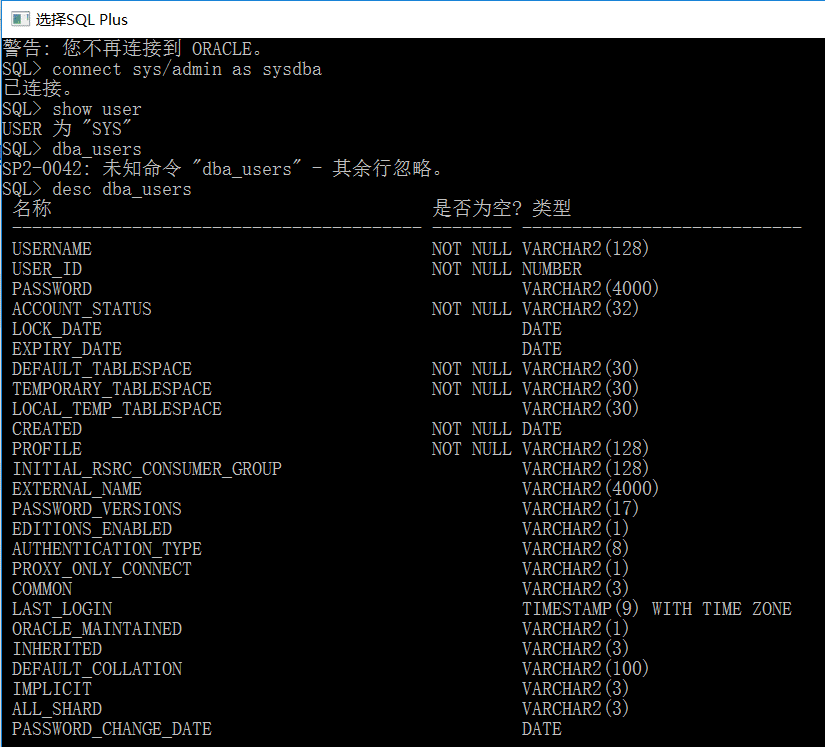 选择SQL Plus
警告: 您不再连接到 ORACLE。
SQL> connect sys/admin as sysdba
已连接。
SQL> show user
USER 为 "SYS"
SQL> dba_users
SP2-0042: 未知命令 "dba_users" - 其余行忽略。
SQL> desc dba_users
名称 是否为空? 类型
----------------------------------------- -------- ----------------------------
USERNAME NOT NULL VARCHAR2(128)
USER_ID NOT NULL NUMBER
PASSWORD VARCHAR2(4000)
ACCOUNT_STATUS NOT NULL VARCHAR2(32)
LOCK_DATE DATE
EXPIRY_DATE DATE
DEFAULT_TABLESPACE NOT NULL VARCHAR2(30)
TEMPORARY_TABLESPACE NOT NULL VARCHAR2(30)
LOCAL_TEMP_TABLESPACE VARCHAR2(30)
CREATED NOT NULL DATE
PROFILE NOT NULL VARCHAR2(128)
INITIAL_RSRC_CONSUMER_GROUP VARCHAR2(128)
EXTERNAL_NAME VARCHAR2(4000)
PASSWORD_VERSIONS VARCHAR2(17)
EDITIONS_ENABLED VARCHAR2(1)
AUTHENTICATION_TYPE VARCHAR2(8)
PROXY_ONLY_CONNECT VARCHAR2(1)
COMMON VARCHAR2(3)
LAST_LOGIN TIMESTAMP(9) WITH TIME ZONE
ORACLE_MAINTAINED VARCHAR2(1)
INHERITED VARCHAR2(3)
DEFAULT_COLLATION VARCHAR2(100)
IMPLICIT VARCHAR2(3)
ALL_SHARD VARCHAR2(3)
PASSWORD_CHANGE_DATE DATE